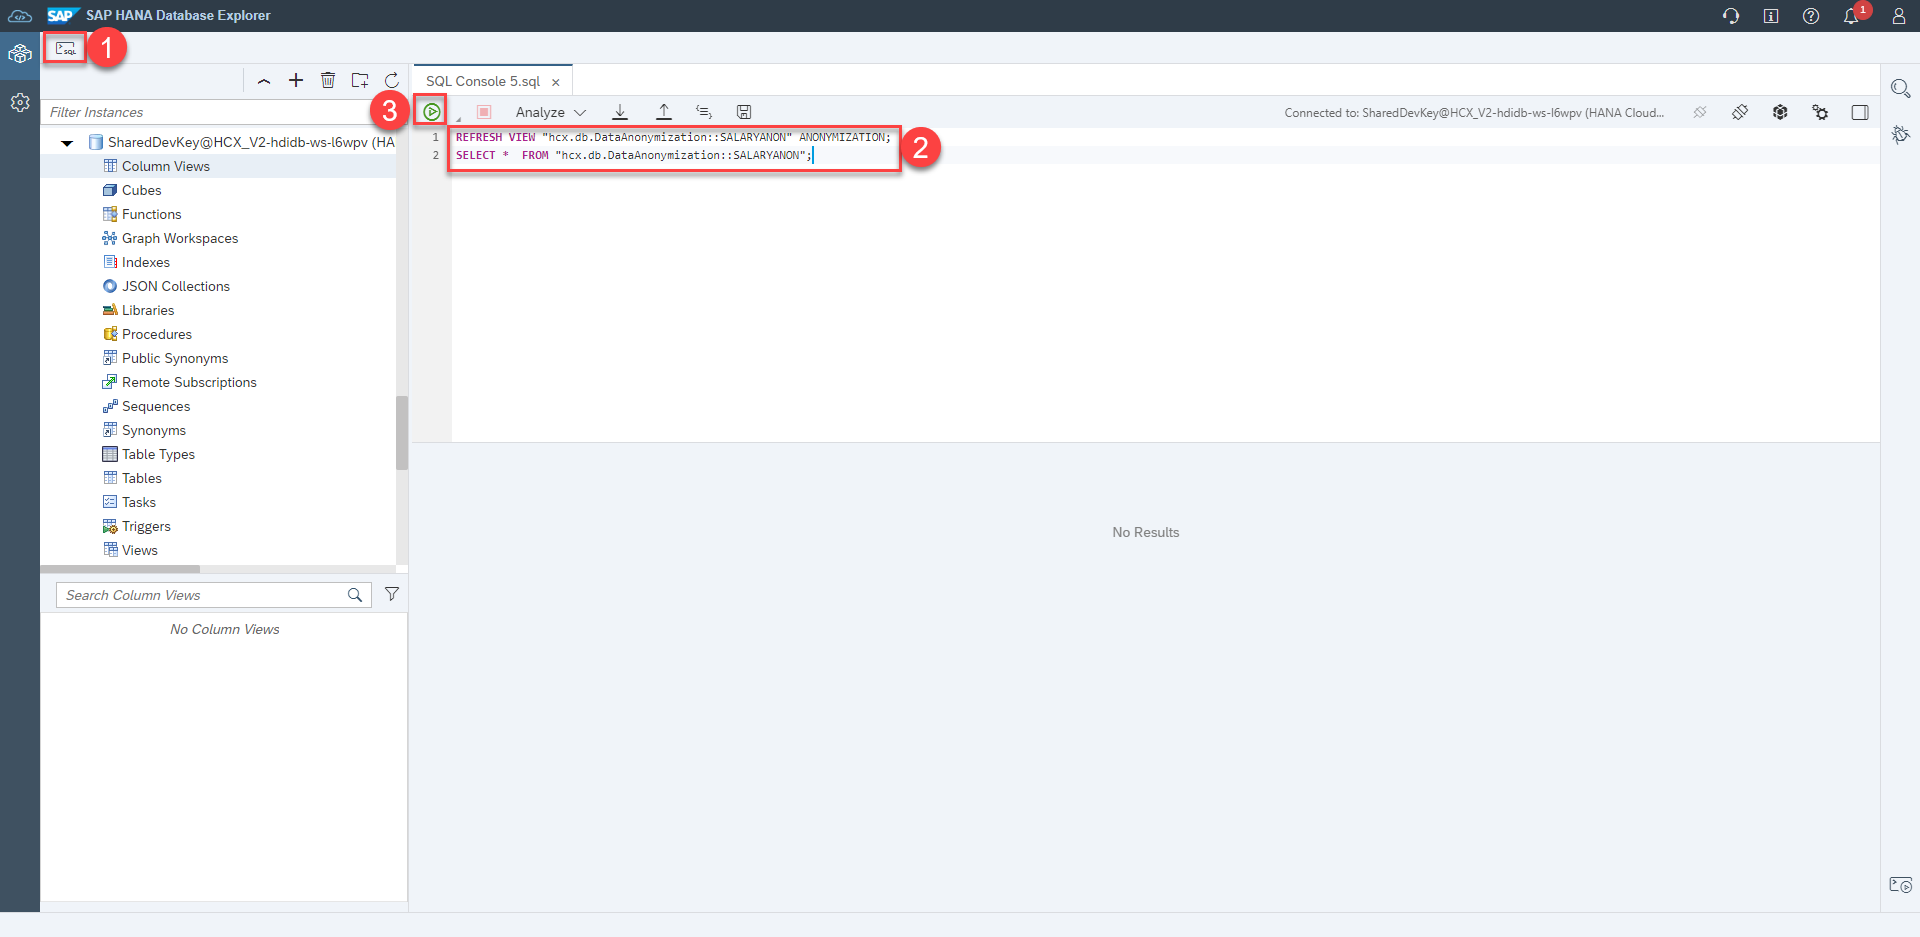 SAP SAP HANA Database Explorer
1
SQL 1
SQL Console 5.sql
Filter Instances
3
Analyze
Connected to: SharedDevKey@HCX_V2-hdidb-ws-l6wpv (HANA Cloud...
SharedDevKey@HCX_V2-hdidb-ws-l6wpv (HA
Column Views
Cubes
Functions
Graph Workspaces
Indexes
JSON Collections
Libraries
Procedures
Public Synonyms
Remote Subscriptions
Sequences
Synonyms
Table Types
Tables
Tasks
Triggers
Views
1 REFRESH VIEW "hcx.db.DataAnonymization::SALARYANON" ANONYMIZATION;
2 SELECT * FROM "hcx.db.DataAnonymization::SALARYANON";
2
No Results
Search Column Views
No Column Views